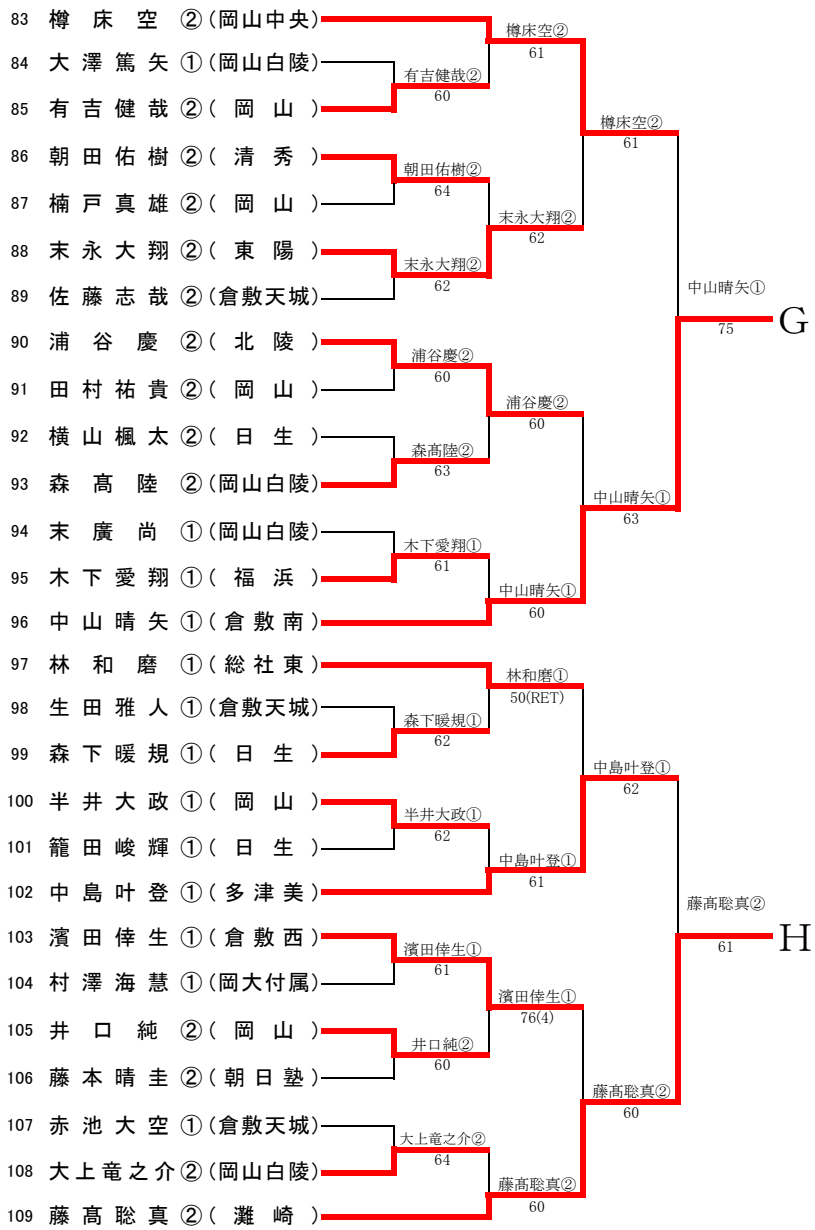 83 樽床空②(岡山中央)
84 大澤篤矢①(岡山白陵)
85 有吉健哉②(岡山)
86 朝田佑樹②(清秀)
87 楠戸真雄②(岡山)
88 末永大翔②(東陽)
89 佐藤志哉②(倉敷天城)
90 浦谷慶②(北陵)
91 田村祐貴②(岡山)
92 横山楓太②(日生)
93 森髙陸②(岡山白陵)
94 末廣尚①(岡山白陵)
95 木下愛翔①(福浜)
96 中山晴矢①(倉敷南)
97 林和磨①(総社東)
98 生田雅人①(倉敷天城)
99 森下暖規①(日生)
100 半井大政①(岡山)
101 籠田峻輝①(日生)
102 中島叶登①(多津美)
103 濱田倖生①(倉敷西)
104 村澤海慧①(岡大付属)
105 井口純②(岡山)
106 藤本晴圭②(朝日塾)
107 赤池大空①(倉敷天城)
108 大上竜之介②(岡山白陵)
109 藤髙聡真②(灘崎)
有吉健哉②
60
朝田佑樹②
64
末永大翔②
62
浦谷慶②
60
森髙陸②
63
木下愛翔①
61
森下暖規①
62
半井大政①
62
濱田倖生①
61
井口純②
60
大上竜之介②
64
樽床空②
61
末永大翔②
62
浦谷慶②
60
中山晴矢①
60
林和磨①
50(RET)
中島叶登①
61
濱田倖生①
76(4)
藤髙聡真②
60
樽床空②
61
中山晴矢①
63
中島叶登①
62
藤髙聡真②
60
中山晴矢①
75
G
藤髙聡真②
61
H